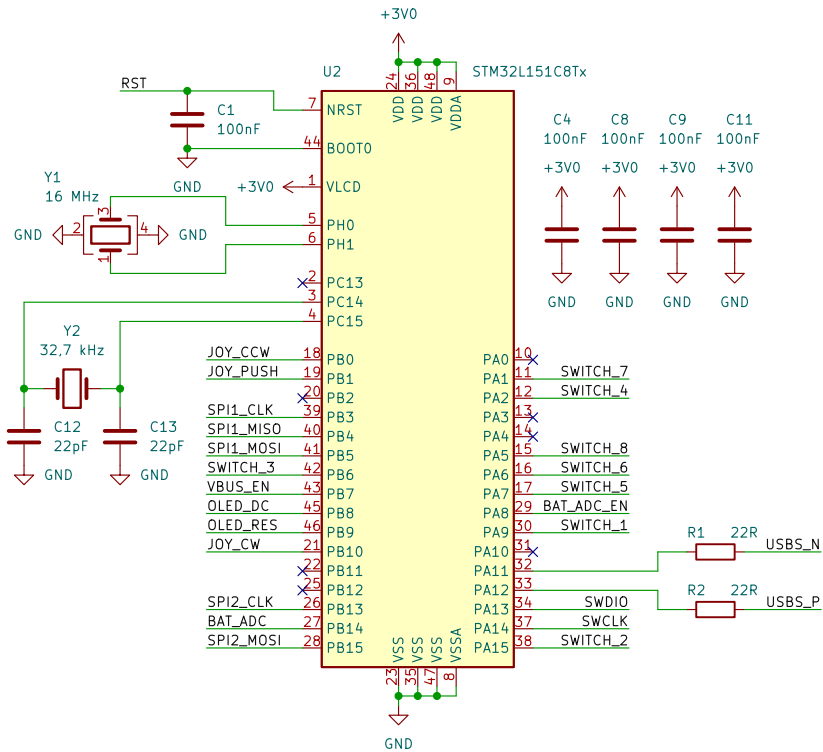 +3V0
U2
STM32L151C8Tx
24
36
48
9
VDD
VDD
VDD
VDDA
RST
C1
100nF
7
NRST
44
BOOT0
GND
+3V0
1
VLCD
C4
100nF
+3V0
GND
C8
100nF
+3V0
GND
C9
100nF
+3V0
GND
C11
100nF
+3V0
GND
Y1
16 MHz
3
GND
2
4
GND
1
5
PH0
6
PH1
2
PC13
3
PC14
4
PC15
Y2
32,7 kHz
C12
22pF
GND
C13
22pF
GND
JOY_CCW 18 PB0
JOY_PUSH 19 PB1
20 PB2
SPI1_CLK 39 PB3
SPI1_MISO 40 PB4
SPI1_MOSI 41 PB5
SWITCH_3 42 PB6
VBUS_EN 43 PB7
OLED_DC 45 PB8
OLED_RES 46 PB9
JOY_CW 21 PB10
22 PB11
25 PB12
SPI2_CLK 26 PB13
BAT_ADC 27 PB14
SPI2_MOSI 28 PB15
PA0 10
PA1 11 SWITCH_7
PA2 12 SWITCH_4
PA3 13
PA4 14
PA5 15 SWITCH_8
PA6 16 SWITCH_6
PA7 17 SWITCH_5
PA8 29 BAT_ADC_EN
PA9 30 SWITCH_1
PA10 31
PA11 32
PA12 33
PA13 34 SWDIO
PA14 37 SWCLK
PA15 38 SWITCH_2
R1 22R
USBS_N
R2 22R
USBS_P
VSS
VSS
VSS
VSSA
23
35
47
8
GND